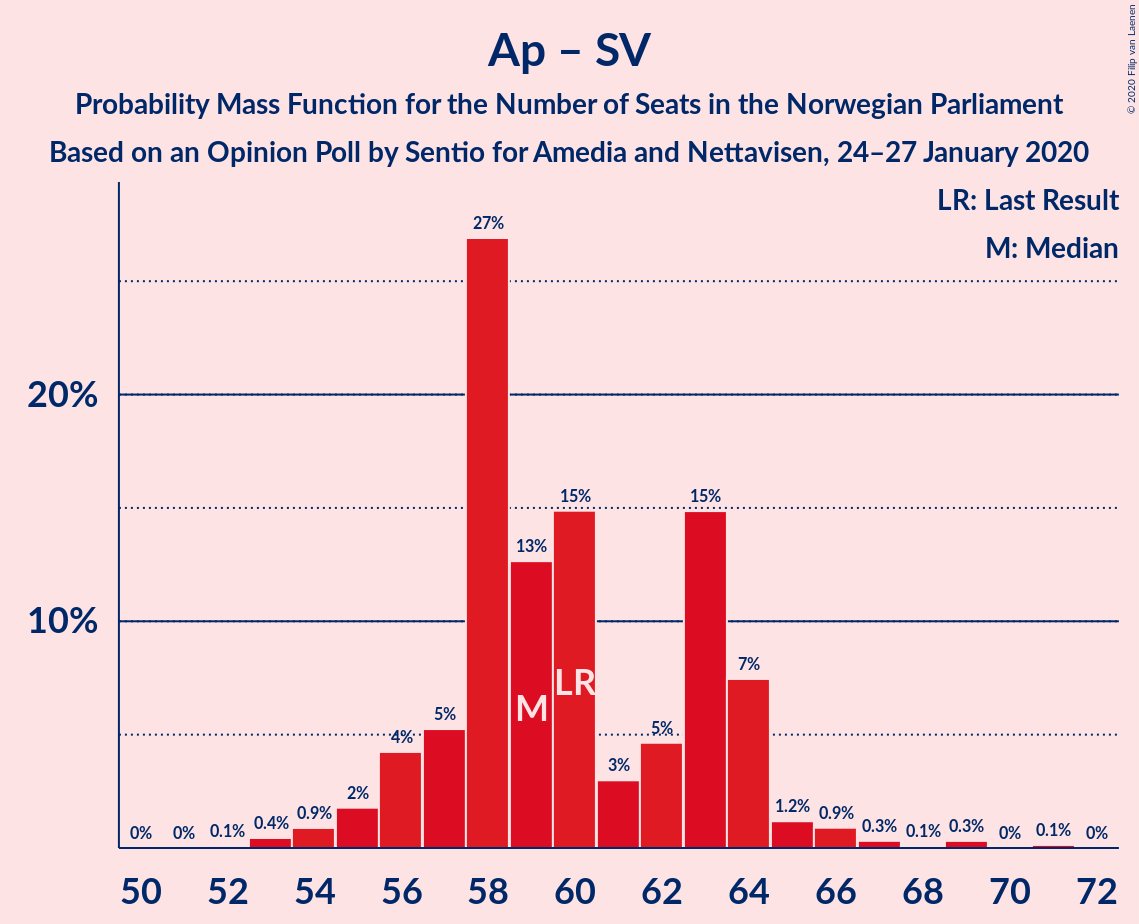 Ap – SV
Probability Mass Function for the Number of Seats in the Norwegian Parliament
Based on an Opinion Poll by Sentio for Amedia and Nettavisen, 24–27 January 2020
© 2020 Filip van Laenen
LR: Last Result
M: Median
20%
10%
0%
0%
0.1%
0.4%
0.9%
2%
4%
5%
27%
13%
15%
3%
5%
15%
7%
1.2%
0.9%
0.3%
0.1%
0.3%
0%
0.1%
0%
M
LR
50 52 54 56 58 60 62 64 66 68 70 72